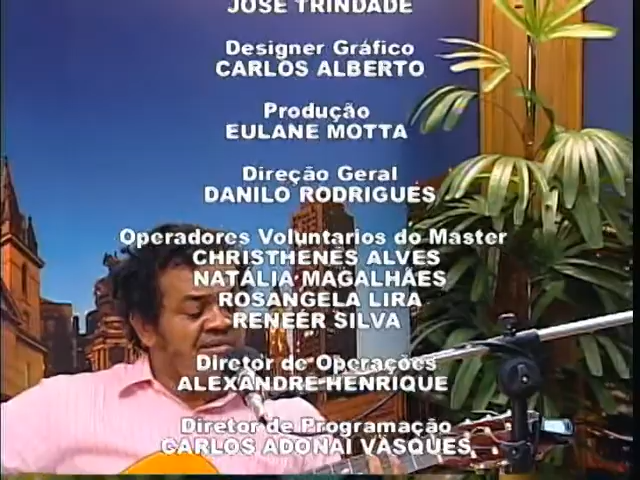 JOSÉ TRINDADE
Designer Gráfico
CARLOS ALBERTO
Produção
EULANE MOTTA
Direção Geral
DANILO RODRIGUES
Operadores Voluntarios do Master
CHRISTHENES ALVES
NATÁLIA MAGALHÃES
ROSANGELA LIRA
RENEÉR SILVA
Diretor de Operações
ALEXANDRE HENRIQUE
Diretor de Programação
CARLOS ADONAI VASQUES